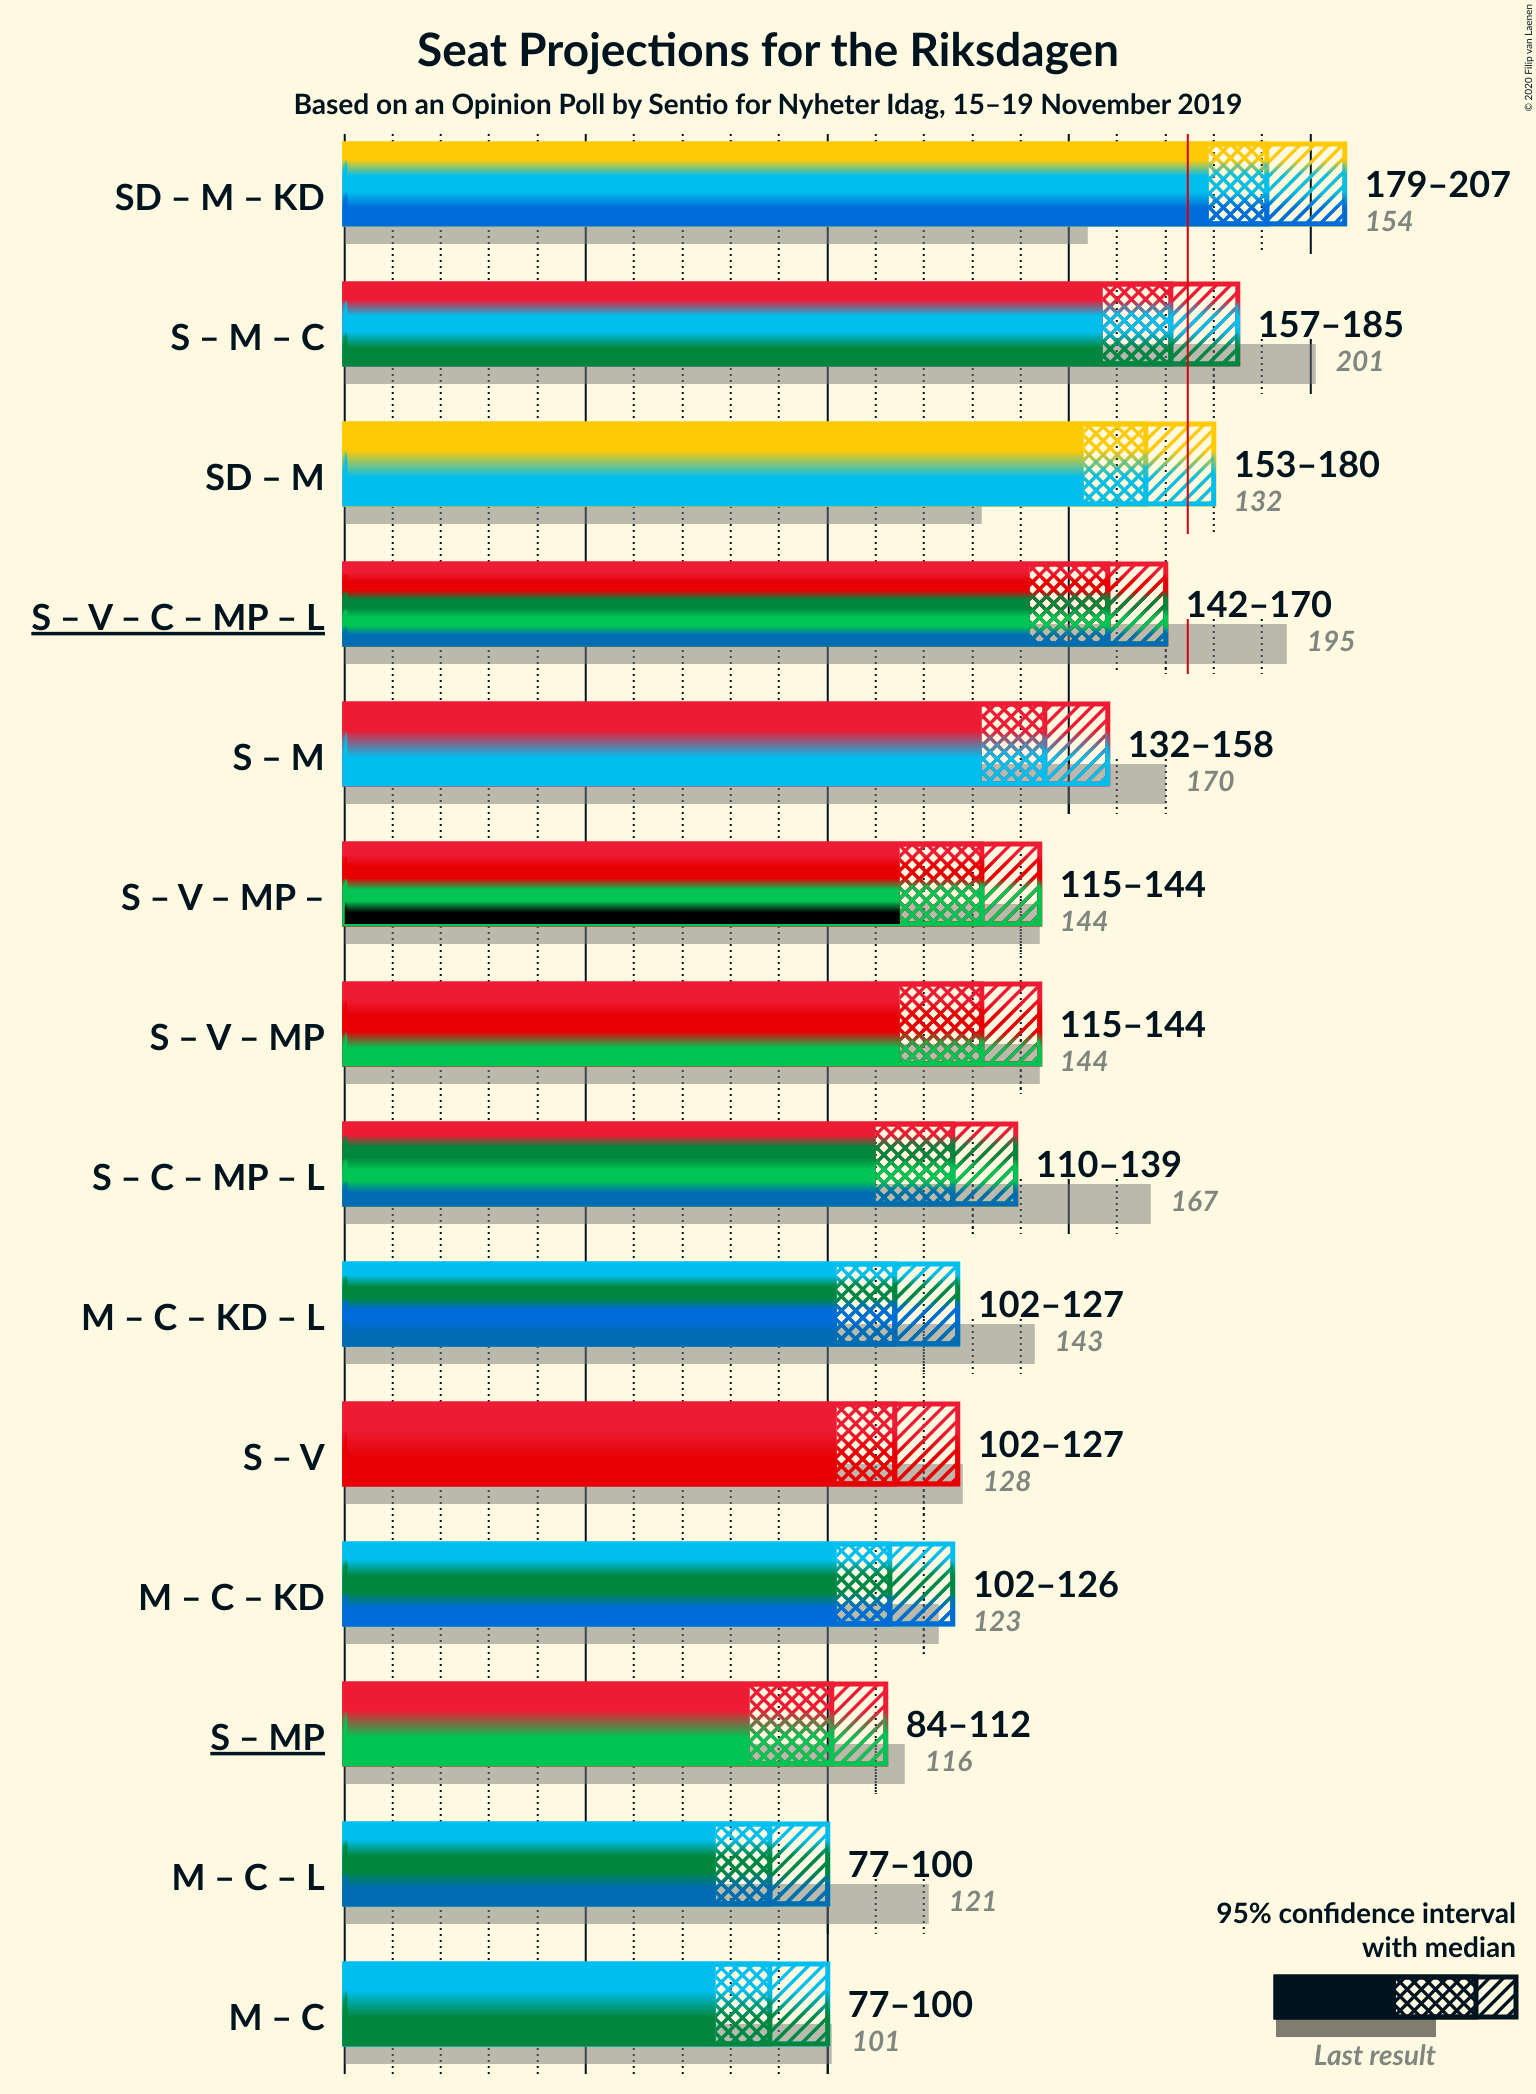 Seat Projections for the Riksdagen
Based on an Opinion Poll by Sentio for Nyheter Idag, 15–19 November 2019
© 2020 Filip van Laenen
SD – M – KD
179–207
154
S – M – C
157–185
201
SD – M
153–180
132
S – V – C – MP – L
142–170
195
S – M
132–158
170
S – V – MP –
115–144
144
S – V – MP
115–144
144
S – C – MP – L
110–139
167
M – C – KD – L
102–127
143
S – V
102–127
128
M – C – KD
102–126
123
S – MP
84–112
116
M – C – L
77–100
121
M – C
77–100
101
95% confidence interval
with median
Last result